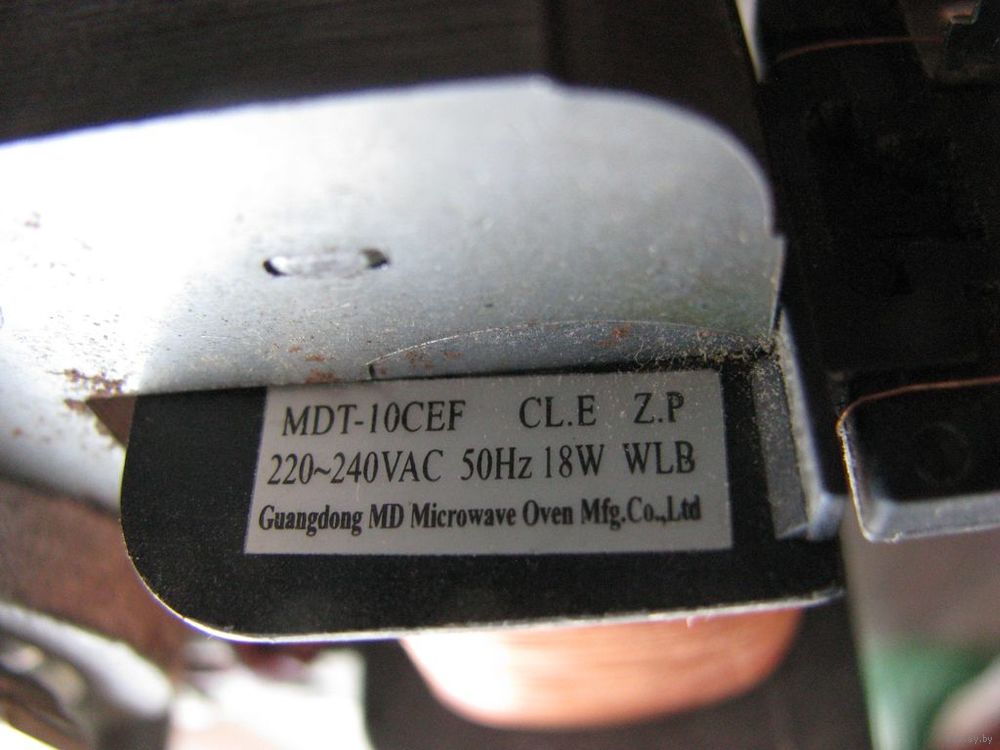 MDT-10CEF CL.E Z.P
220~240VAC 50Hz 18W WLB
Guangdong MD Microwave Oven Mfg.Co.,Ltd